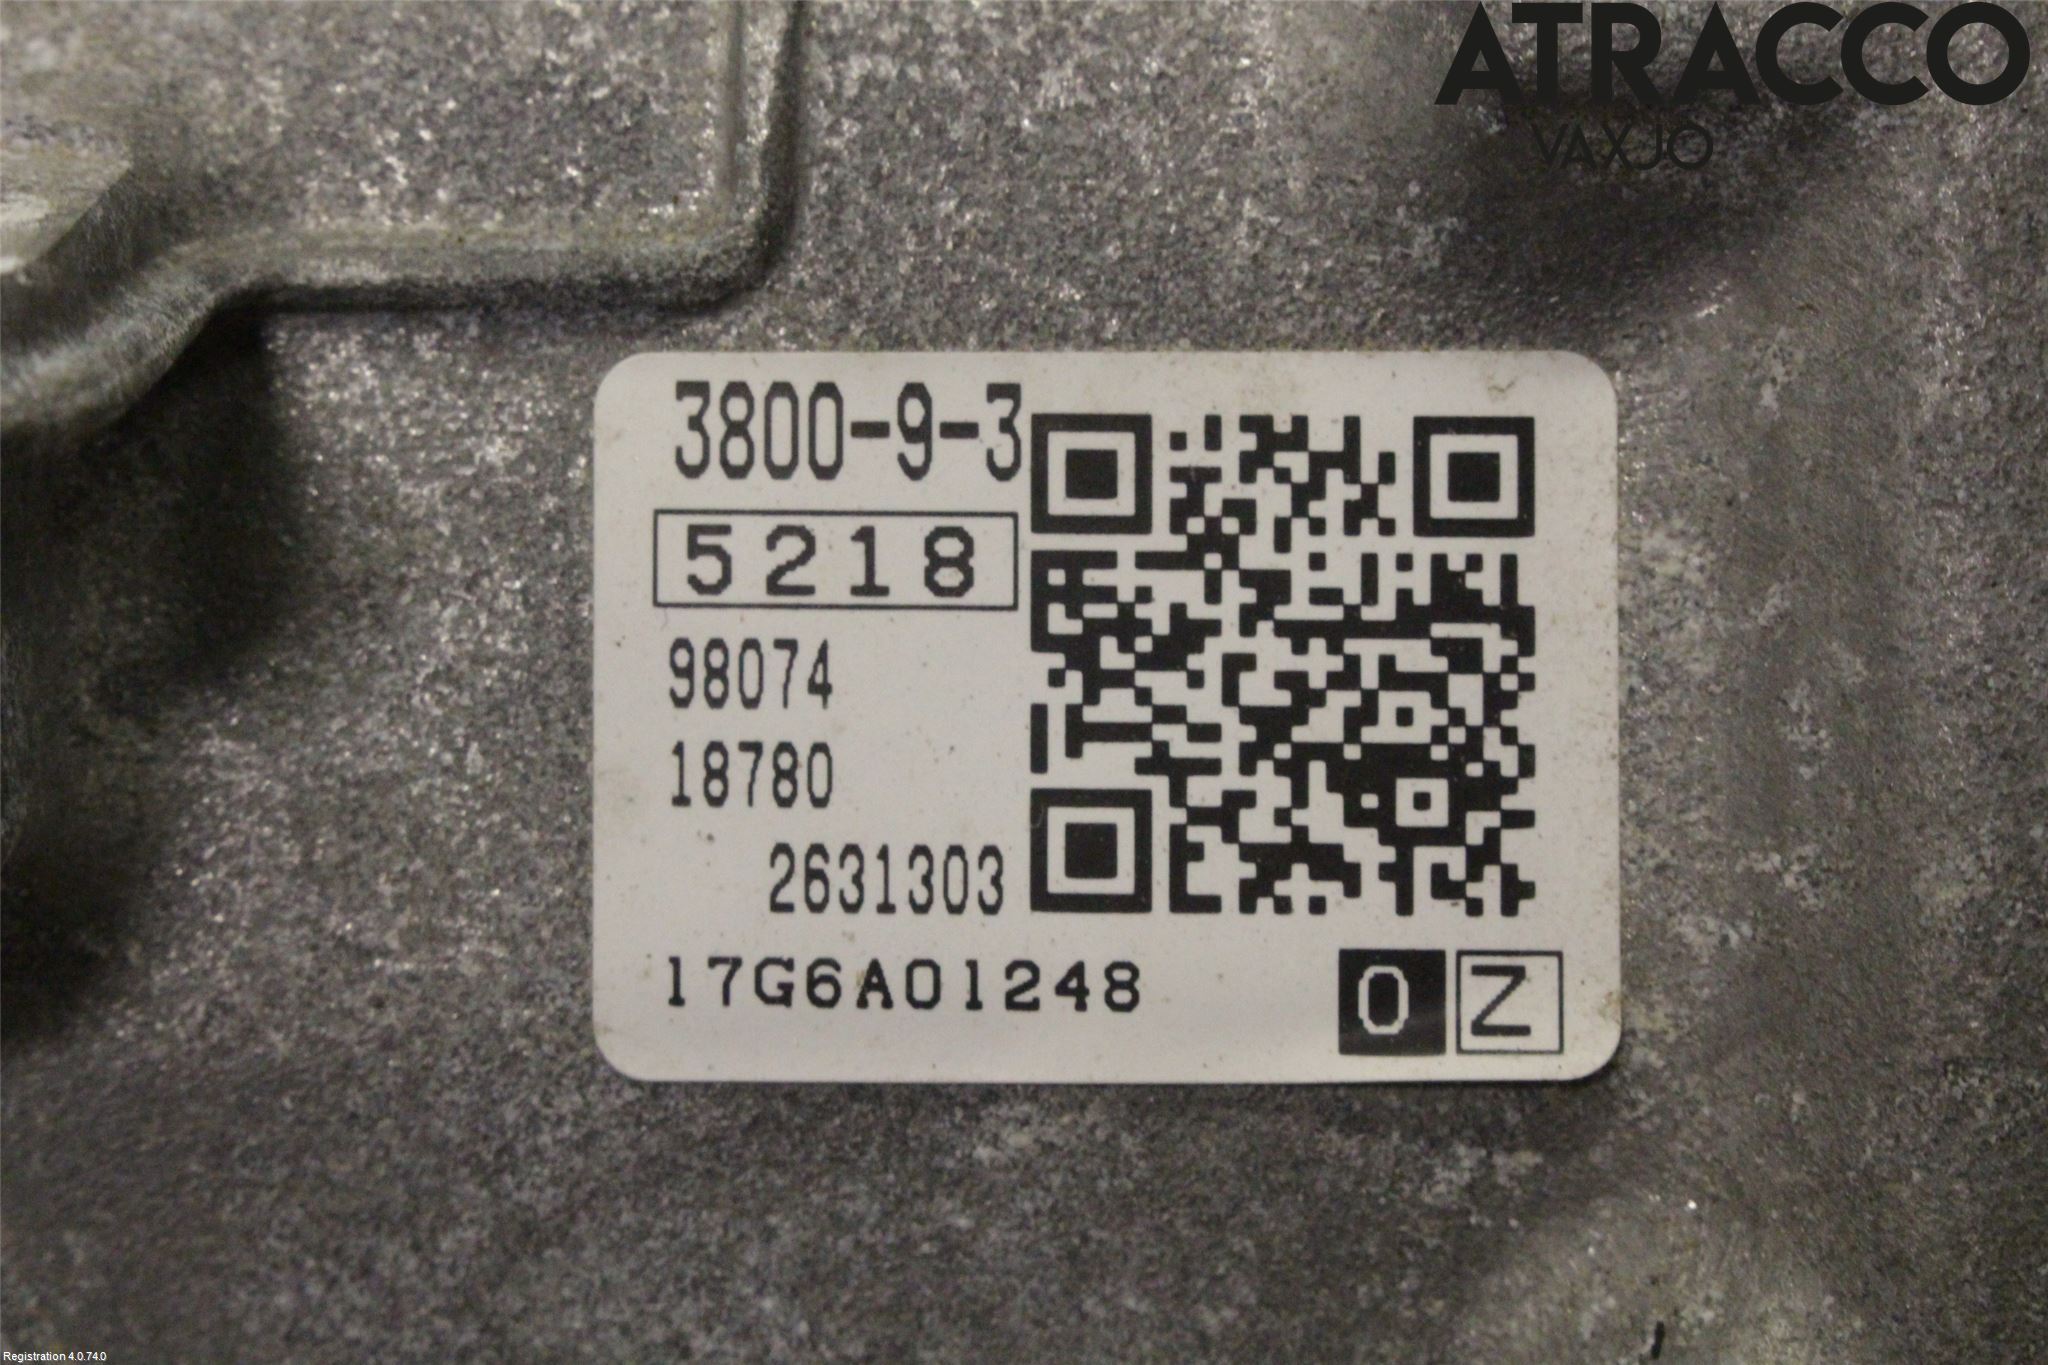 ATRACCO
VAXJO
3800-9-3
5218
98074
18780
2631303
17G6A01248
0 Z
Registration 4.0.74.0